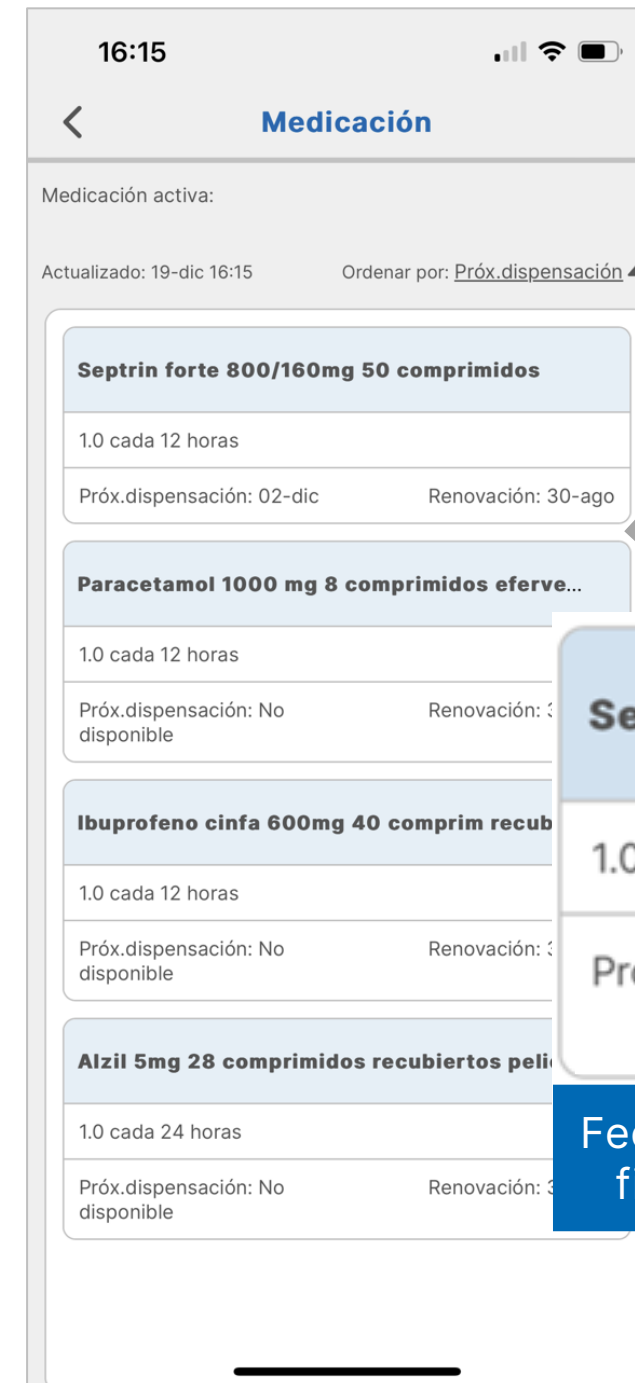 16:15
Medicación
Medicación activa:
Actualizado: 19-dic 16:15 Ordenar por: Próx.dispensación
Septrin forte 800/160mg 50 comprimidos
1.0 cada 12 horas
Próx.dispensación: 02-dic Renovación: 30-ago
Paracetamol 1000 mg 8 comprimidos eferve...
1.0 cada 12 horas
Próx.dispensación: No Renovación:
disponible
Ibuprofeno cinfa 600mg 40 comprim recub
1.0 cada 12 horas
Próx.dispensación: No Renovación:
disponible
Alzil 5mg 28 comprimidos recubiertos peli
1.0 cada 24 horas
Próx.dispensación: No Renovación:
disponible
Se